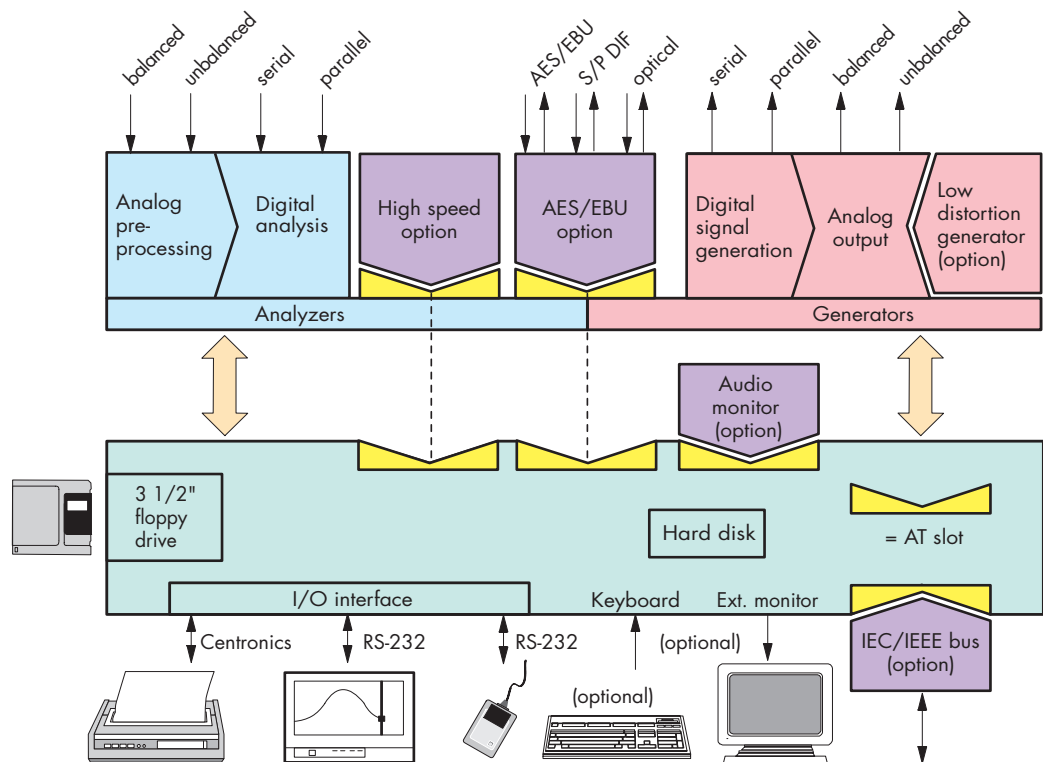 balanced
unbalanced
serial
parallel
AES/EBU
S/P DIF
optical
serial
parallel
balanced
unbalanced
Analog
pre-
processing
Digital
analysis
High speed
option
AES/EBU
option
Digital
signal
generation
Analog
output
Low
distortion
generator
(option)
Analyzers
Generators
Audio
monitor
(option)
3 1/2"
floppy
drive
Hard disk
= AT slot
I/O interface
Keyboard
Ext. monitor
Centronics
RS-232
RS-232
(optional)
(optional)
IEC/IEEE bus
(option)